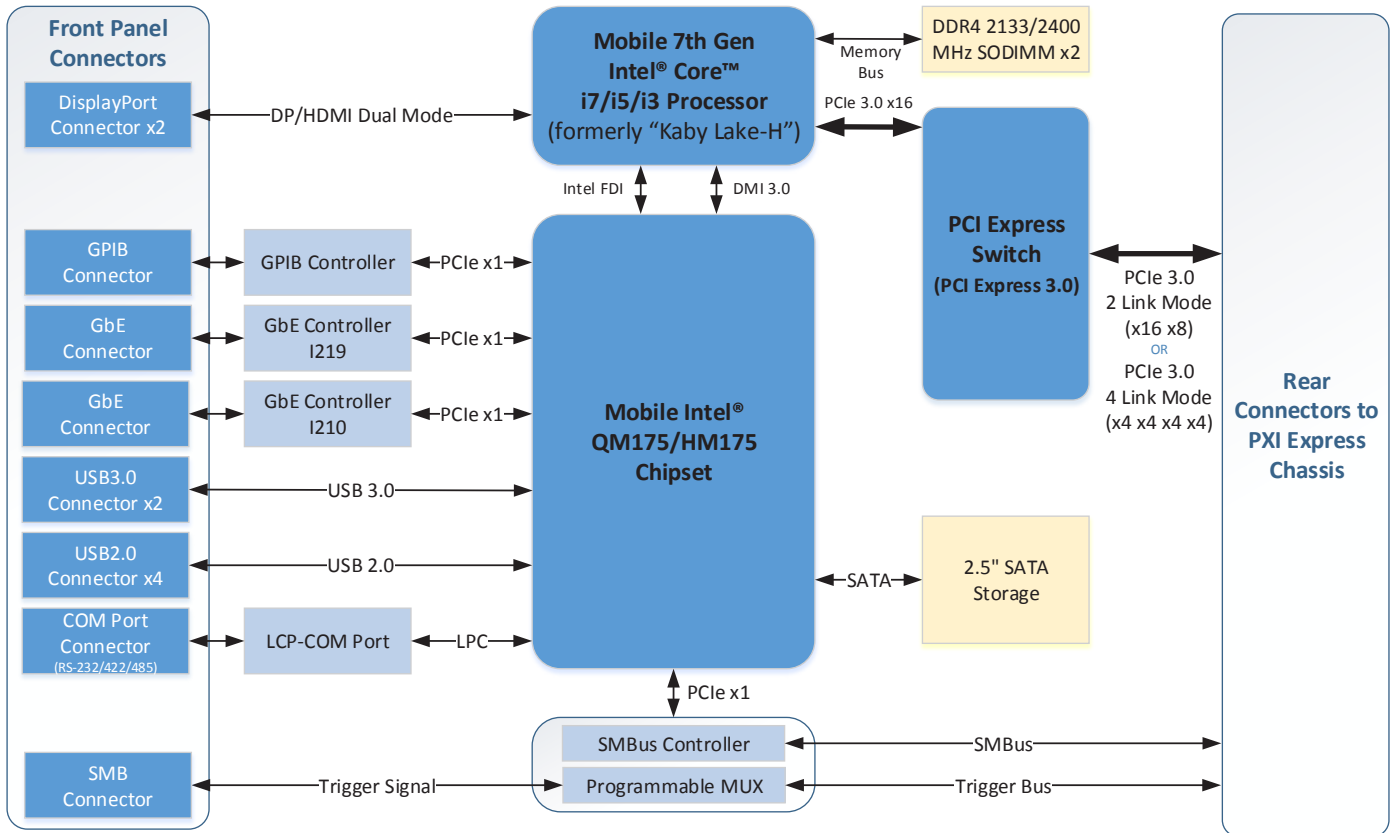 Front Panel
Connectors
DisplayPort
Connector x2
DP/HDMI Dual Mode
Mobile 7th Gen
Intel® Core™
i7/i5/i3 Processor
(formerly “Kaby Lake-H”)
Memory
Bus
DDR4 2133/2400
MHz SODIMM x2
PCIe 3.0 x16
Intel FDI
DMI 3.0
PCI Express
Switch
(PCI Express 3.0)
PCIe 3.0
2 Link Mode
(x16 x8)
OR
PCIe 3.0
4 Link Mode
(x4 x4 x4 x4)
Rear
Connectors to
PXI Express
Chassis
GPIB
Connector
GPIB Controller
PCIe x1
GbE
Connector
GbE Controller
I219
PCIe x1
GbE
Connector
GbE Controller
I210
PCIe x1
Mobile Intel®
QM175/HM175
Chipset
USB3.0
Connector x2
USB 3.0
USB2.0
Connector x4
USB 2.0
SATA
2.5" SATA
Storage
COM Port
Connector
(RS-232/422/485)
LCP-COM Port
LPC
PCIe x1
SMBus Controller
SMBus
SMB
Connector
Trigger Signal
Programmable MUX
Trigger Bus